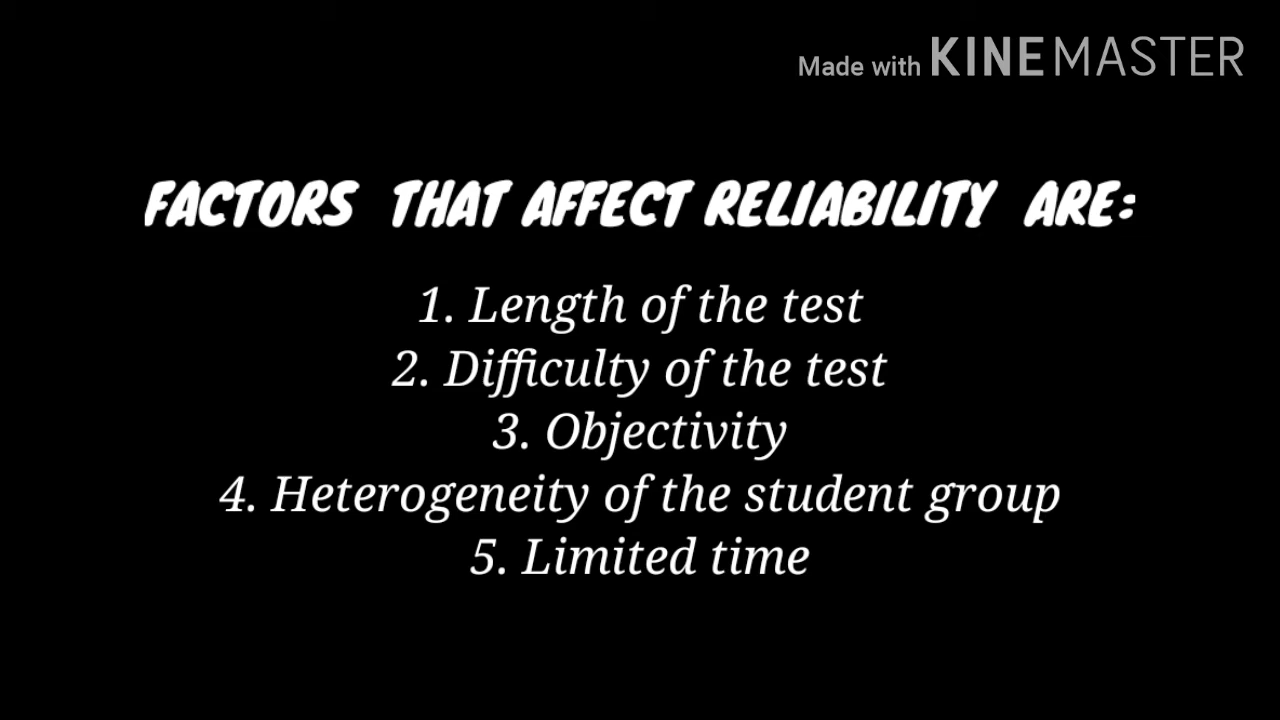 Made with KINEMASTER
FACTORS THAT AFFECT RELIABILITY ARE:
1. Length of the test
2. Difficulty of the test
3. Objectivity
4. Heterogeneity of the student group
5. Limited time